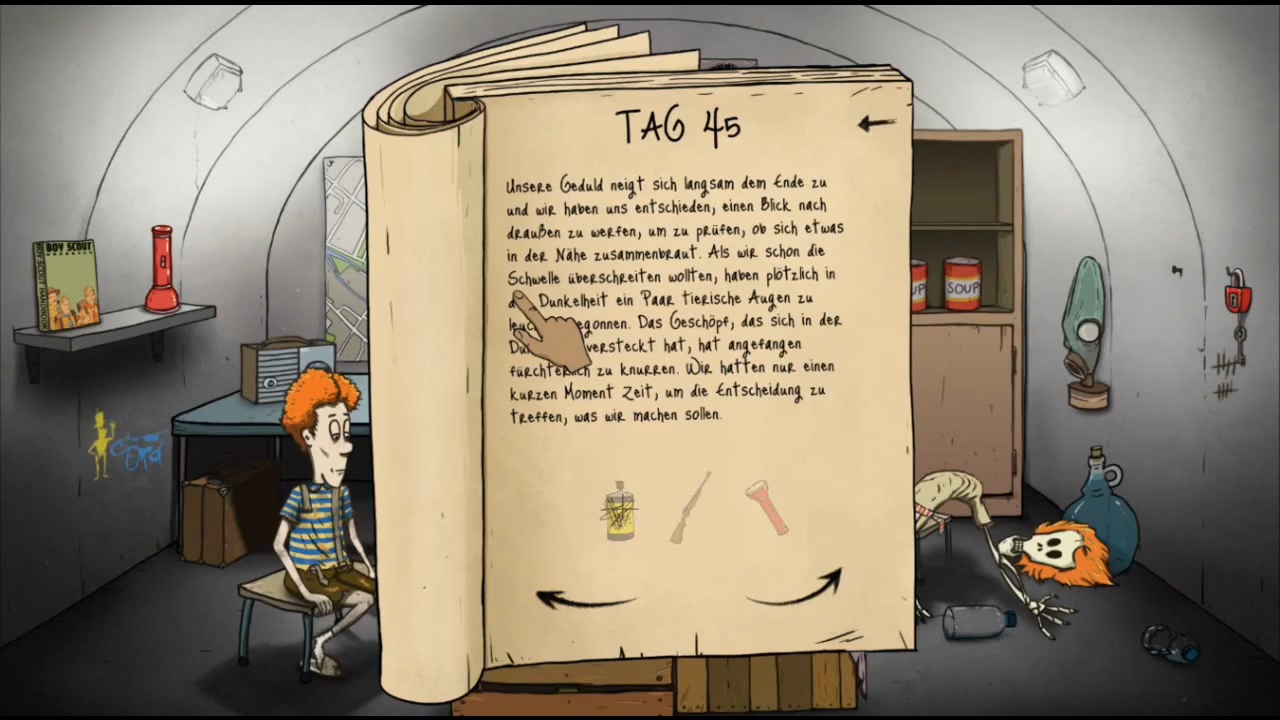 TAG 45
Unsere Geduld neigt sich langsam dem Ende zu
und wir haben uns entschieden, einen Blick nach
draußen zu werfen, um zu prüfen, ob sich etwas
in der Nähe zusammenbraut. Als wir schon die
Schwelle überschreiten wollten, haben plötzlich in
Dunkelheit ein Paar tierische Augen zu
Das Geschöpf, das sich in der
versteckt hat, hat angefangen
zu knurren. Wir hatten nur einen
kurzen Moment Zeit, um die Entscheidung zu
treffen, was wir machen sollen.
BOY SCOUT
BOY SCOUT HANDBOOK
SOUP